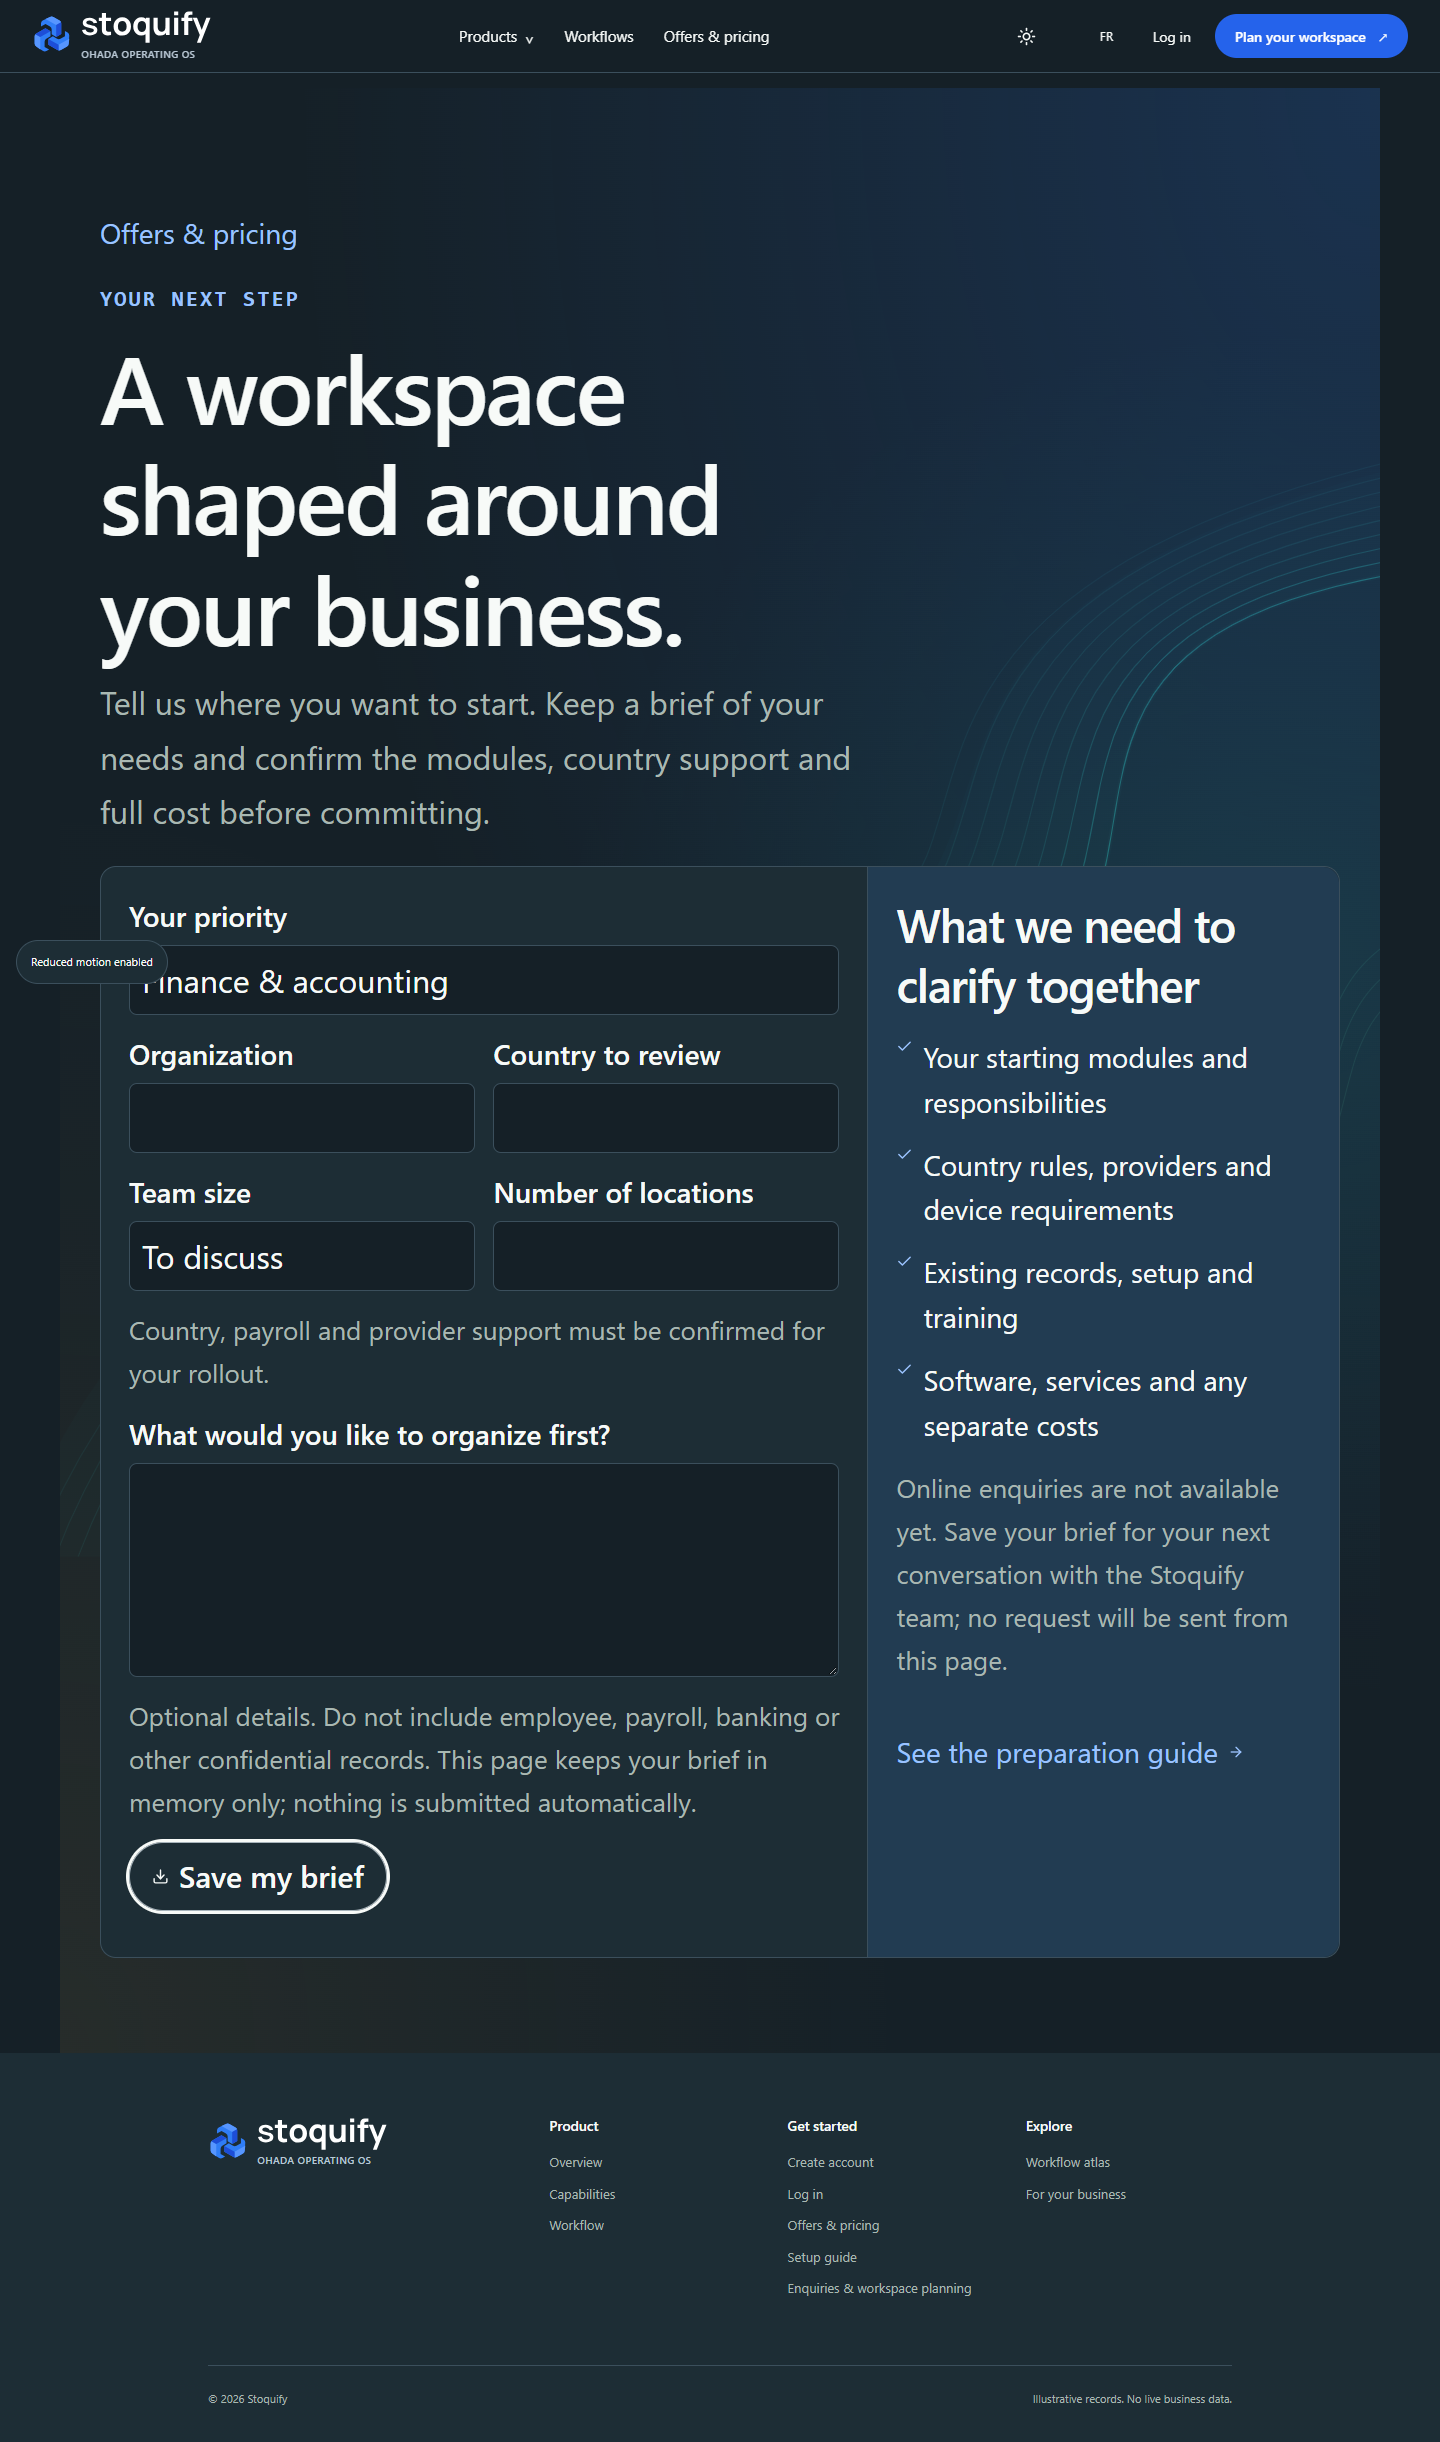 stoquify
OHADA OPERATING OS
Products
Workflows
Offers & pricing
FR
Log in
Plan your workspace ↗
Offers & pricing
YOUR NEXT STEP
A workspace
shaped around
your business.
Tell us where you want to start. Keep a brief of your
needs and confirm the modules, country support and
full cost before committing.
Your priority
Reduced motion enabled
Finance & accounting
Organization
Country to review
Team size
Number of locations
To discuss
Country, payroll and provider support must be confirmed for
your rollout.
What would you like to organize first?
Optional details. Do not include employee, payroll, banking or
other confidential records. This page keeps your brief in
memory only; nothing is submitted automatically.
Save my brief
What we need to
clarify together
Your starting modules and
responsibilities
Country rules, providers and
device requirements
Existing records, setup and
training
Software, services and any
separate costs
Online enquiries are not available
yet. Save your brief for your next
conversation with the Stoquify
team; no request will be sent from
this page.
See the preparation guide →
stoquify
OHADA OPERATING OS
Product
Overview
Capabilities
Workflow
Get started
Create account
Log in
Offers & pricing
Setup guide
Enquiries & workspace planning
Explore
Workflow atlas
For your business
© 2026 Stoquify
Illustrative records. No live business data.